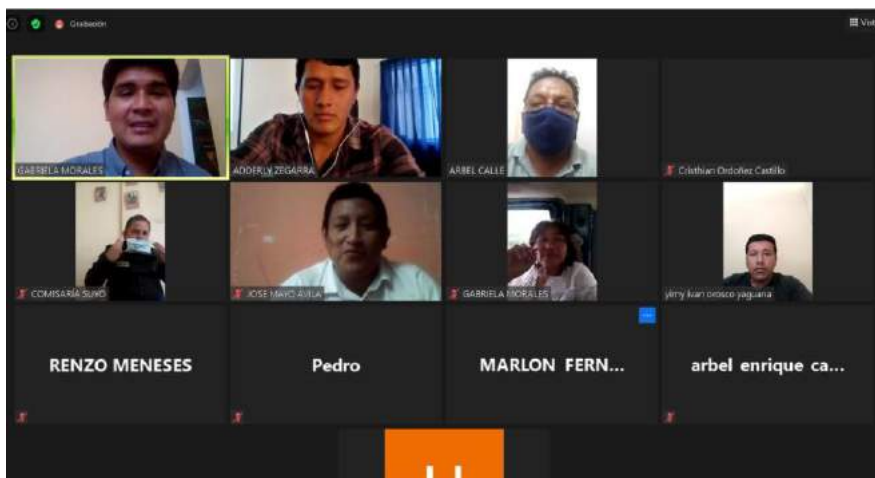 Grabación
Vist
GABRIELA MORALES
ADDERLY ZEGARRA
ARBEL CALLE
Cristhian Ordoñez Castillo
COMISARÍA SUYO
JOSE MAYO AVILA
GABRIELA MORALES
yimy ivan orosco yaguana
RENZO MENESES
Pedro
MARLON FERN...
arbel enrique ca...